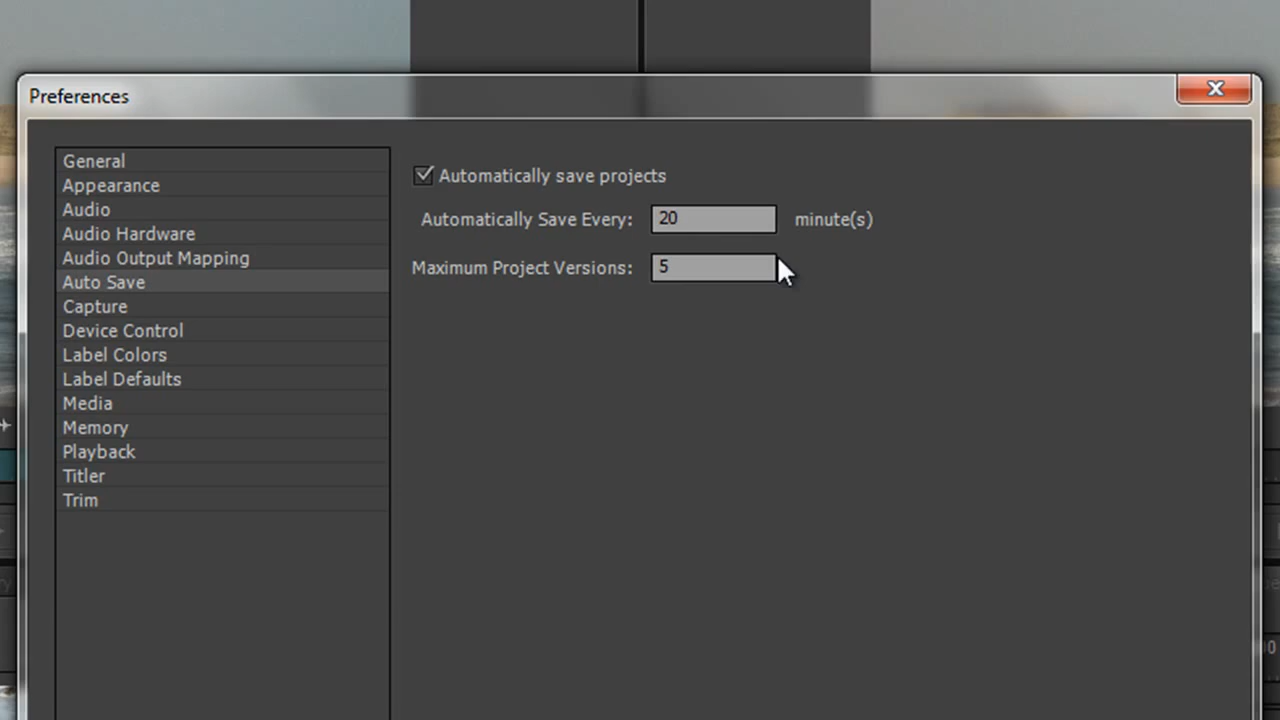 Preferences
General
Appearance
Audio
Audio Hardware
Audio Output Mapping
Auto Save
Capture
Device Control
Label Colors
Label Defaults
Media
Memory
Playback
Titler
Trim
Automatically save projects
Automatically Save Every: 20 minute(s)
Maximum Project Versions: 5